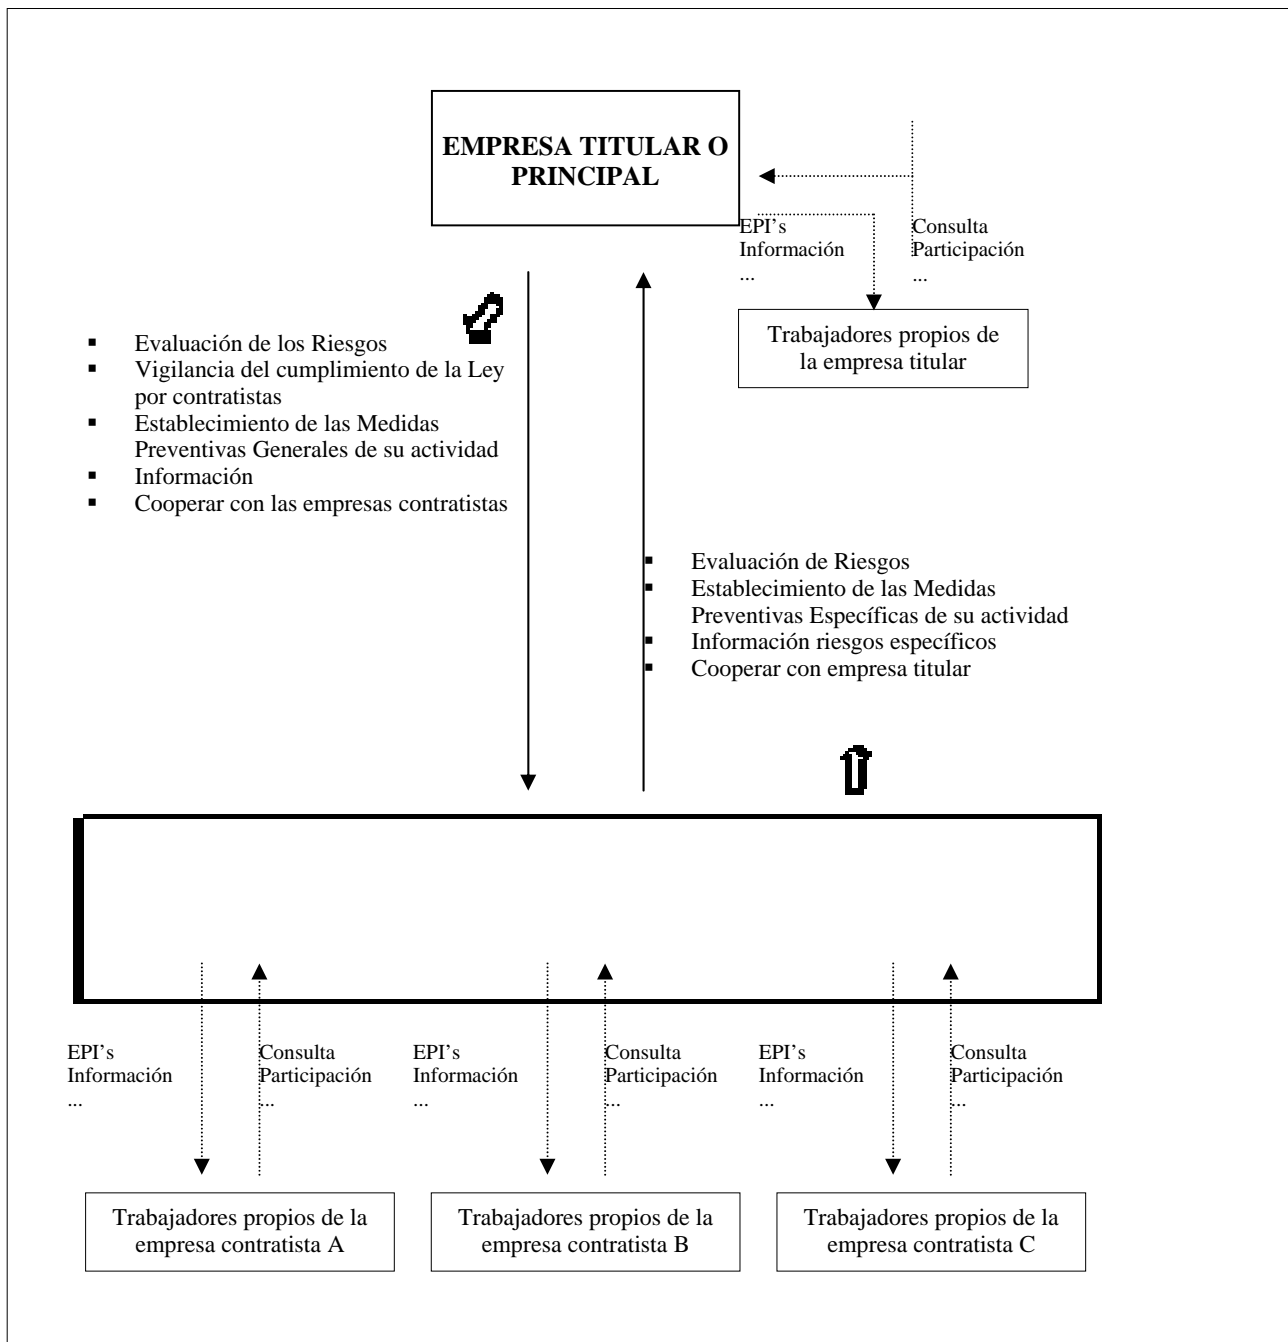 EMPRESA TITULAR O
PRINCIPAL
EPI’s
Información
...
Consulta
Participación
...
Trabajadores propios de
la empresa titular
▪ Evaluación de los Riesgos
▪ Vigilancia del cumplimiento de la Ley
por contratistas
▪ Establecimiento de las Medidas
Preventivas Generales de su actividad
▪ Información
▪ Cooperar con las empresas contratistas
▪ Evaluación de Riesgos
▪ Establecimiento de las Medidas
Preventivas Específicas de su actividad
▪ Información riesgos específicos
▪ Cooperar con empresa titular
EPI’s
Información
...
Consulta
Participación
...
EPI’s
Información
...
Consulta
Participación
...
EPI’s
Información
...
Consulta
Participación
...
Trabajadores propios de la
empresa contratista A
Trabajadores propios de la
empresa contratista B
Trabajadores propios de la
empresa contratista C